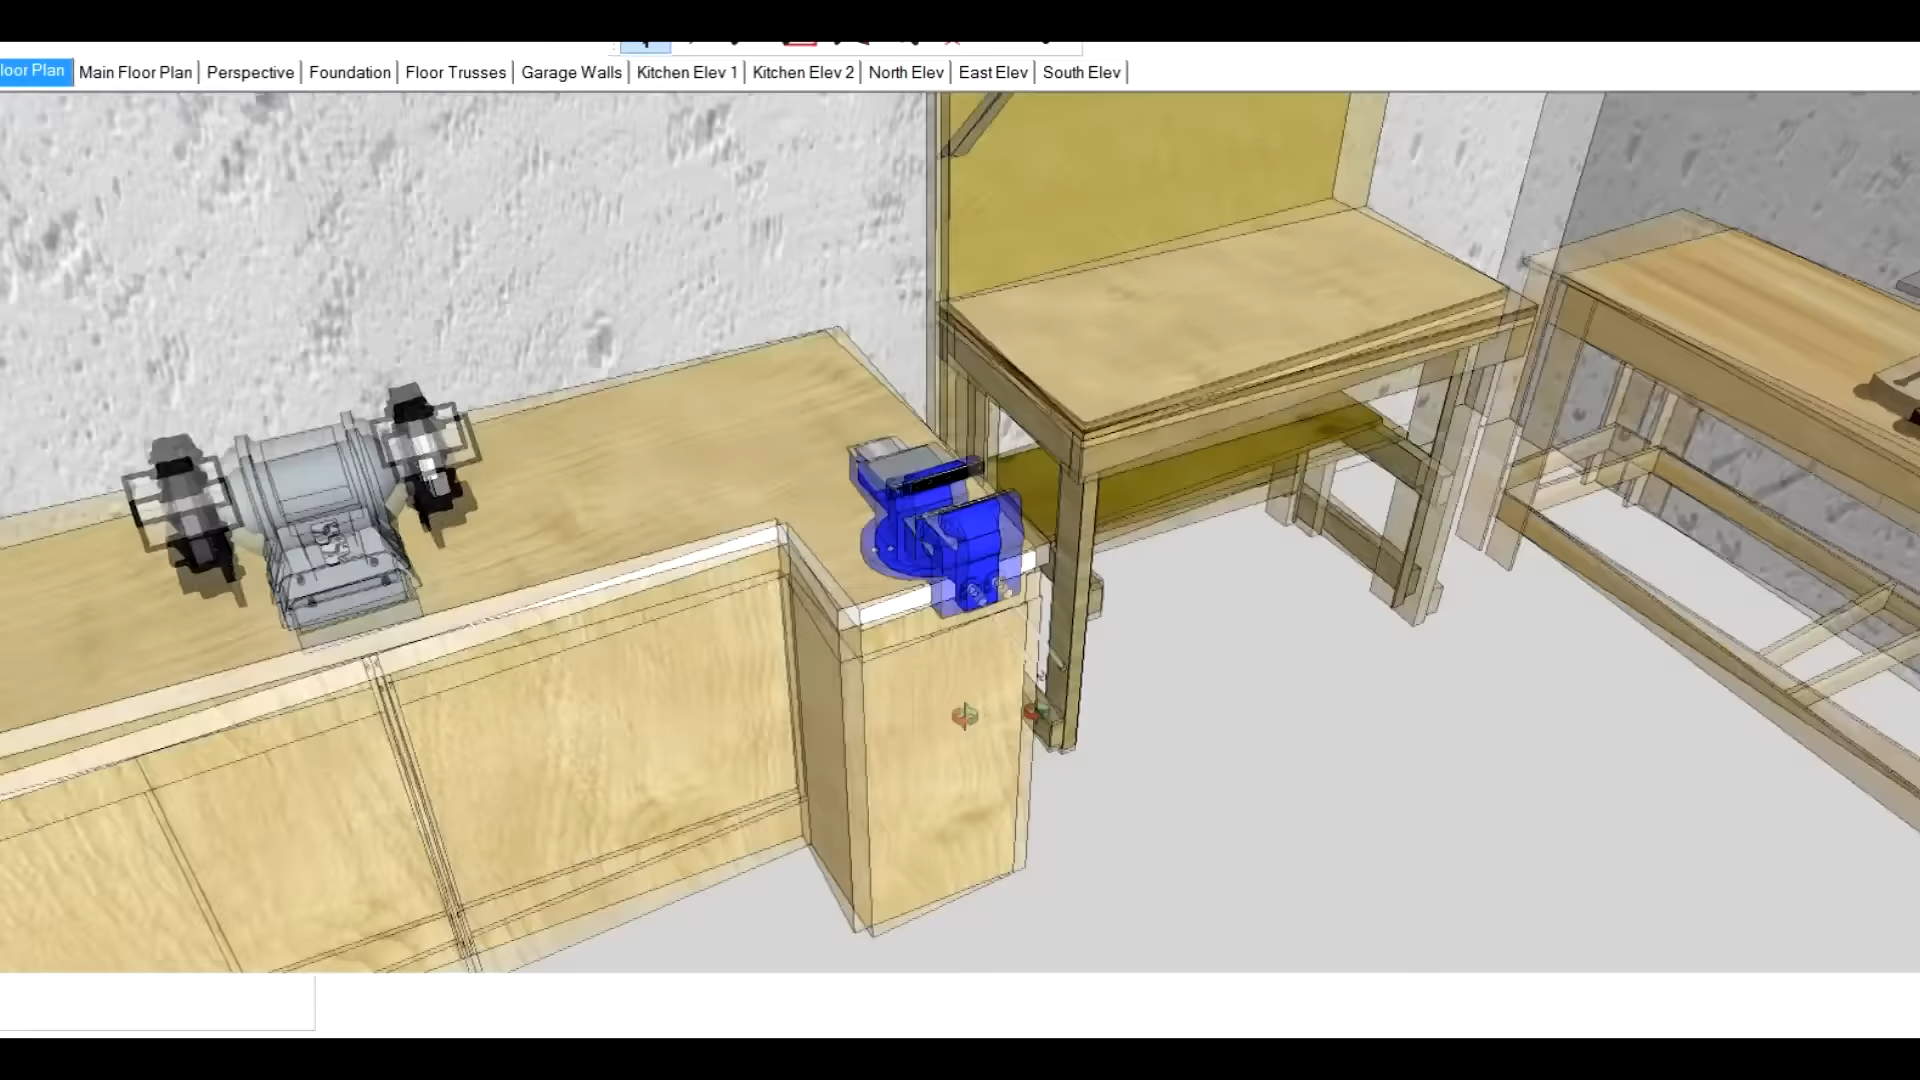 loor Plan Main Floor Plan Perspective Foundation Floor Trusses Garage Walls Kitchen Elev 1 Kitchen Elev 2 North Elev East Elev South Elev